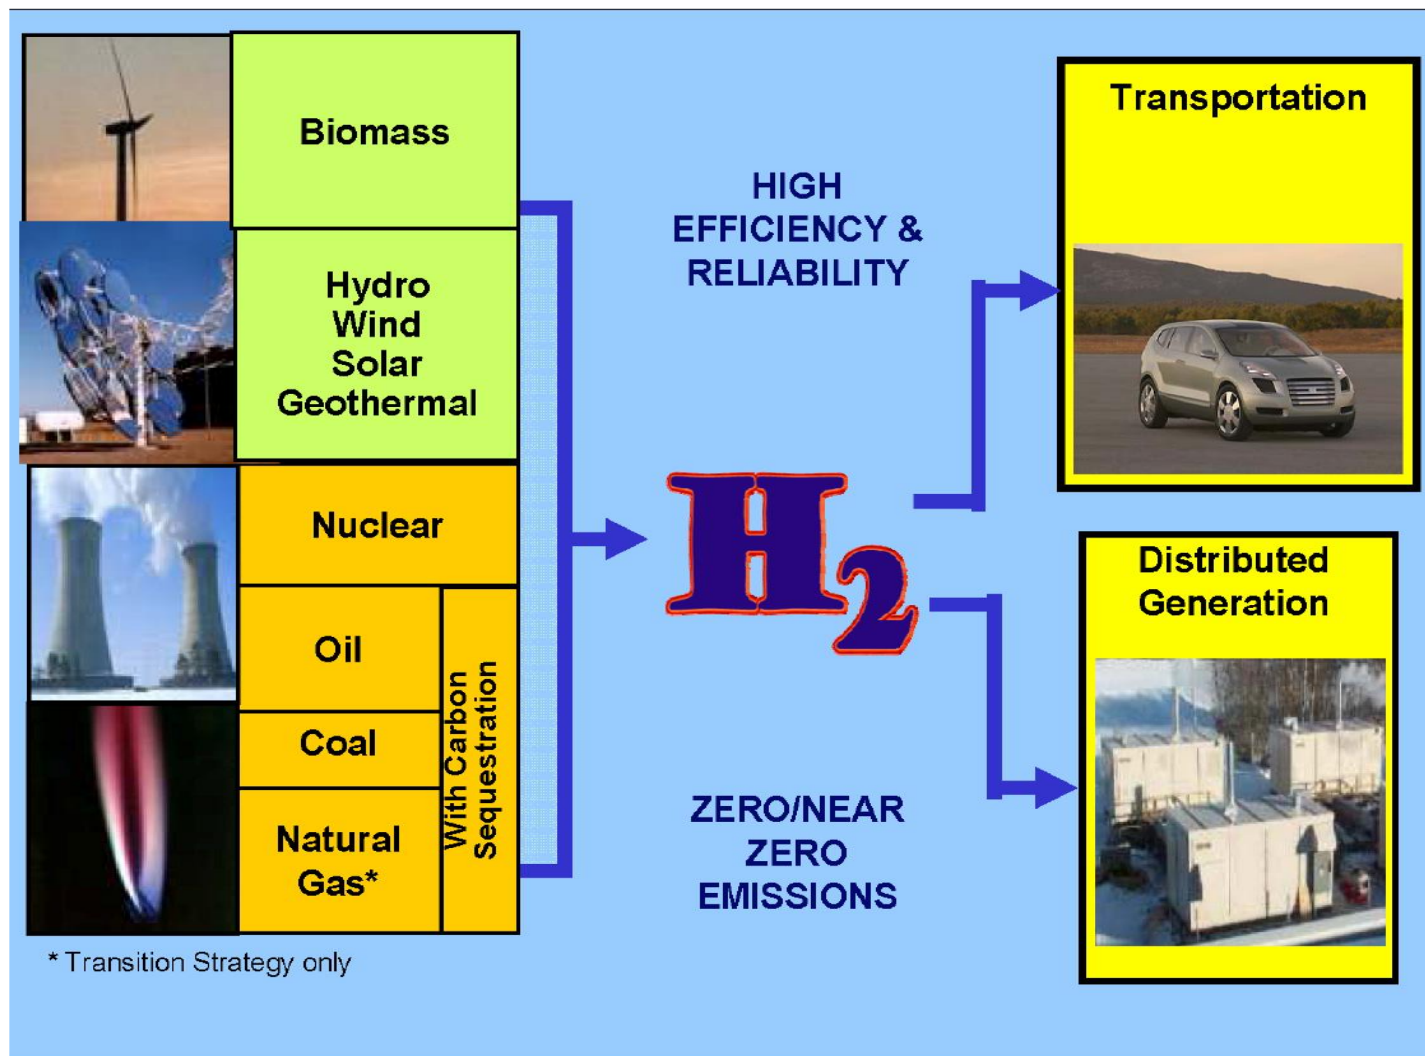 Biomass
Hydro
Wind
Solar
Geothermal
Nuclear
Oil
Coal
Natural
Gas*
With Carbon
Sequestration
* Transition Strategy only
HIGH
EFFICIENCY &
RELIABILITY
H2
ZERO/NEAR
ZERO
EMISSIONS
Transportation
Distributed
Generation